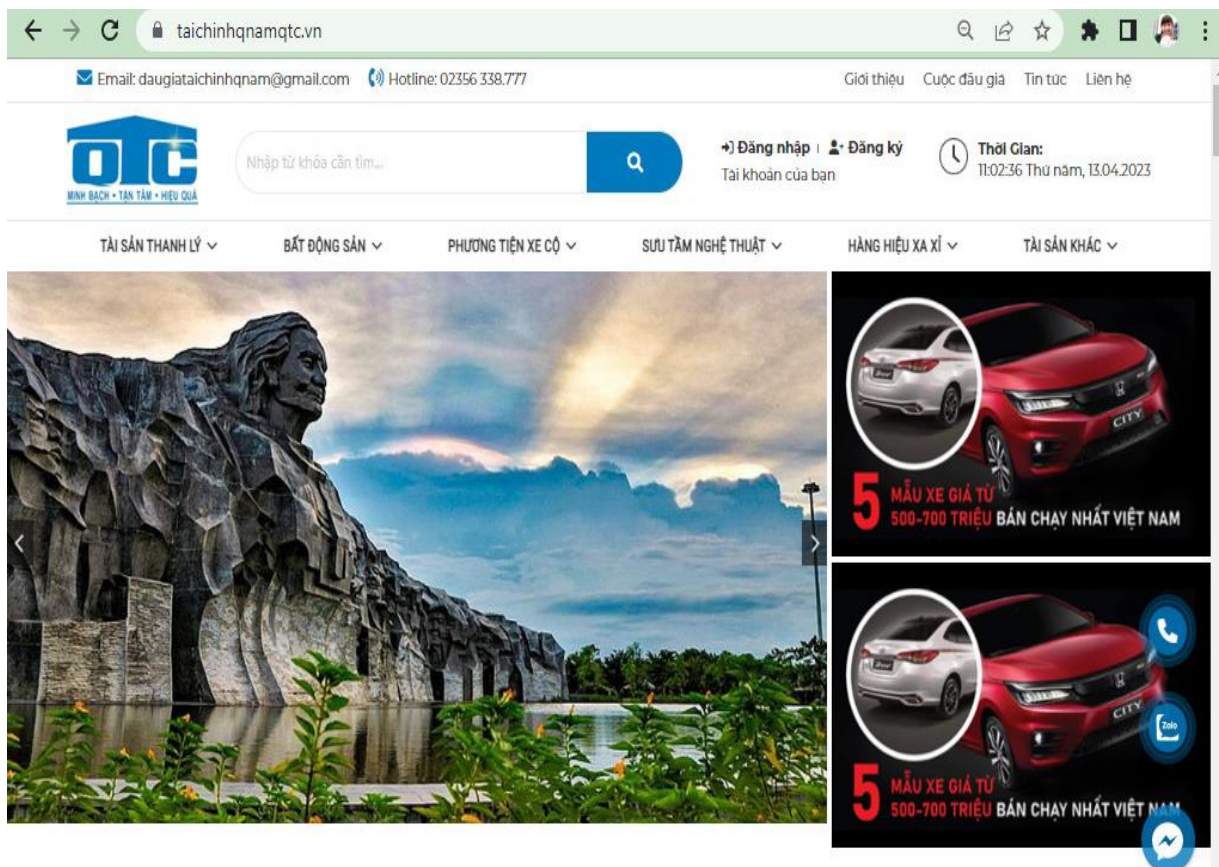 taichinhqnamqtc.vn
Email: daugiataichinhqnam@gmail.com Hotline: 02356 338.777 Giới thiệu Cuộc đấu giá Tin tức Liên hệ
QTC
MINH BẠCH • TẬN TÂM • HIỆU QUẢ
Nhập từ khóa cần tìm...
Đăng nhập Đăng ký
Tài khoản của bạn
Thời Gian:
11:02:36 Thứ năm, 13.04.2023
TÀI SẢN THANH LÝ BẤT ĐỘNG SẢN PHƯƠNG TIỆN XE CỘ SƯU TẦM NGHỆ THUẬT HÀNG HIỆU XA XỈ TÀI SẢN KHÁC
CITY
5 MẪU XE GIÁ TỪ
500-700 TRIỆU BÁN CHẠY NHẤT VIỆT NAM
CITY
5 MẪU XE GIÁ TỪ
500-700 TRIỆU BÁN CHẠY NHẤT VIỆT NAM
Zalo